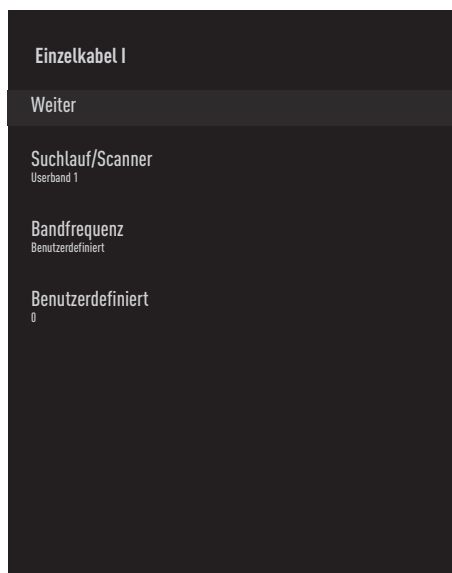 Einzelkabel I
Weiter
Suchlauf/Scanner
Userband 1
Bandfrequenz
Benutzerdefiniert
Benutzerdefiniert
0